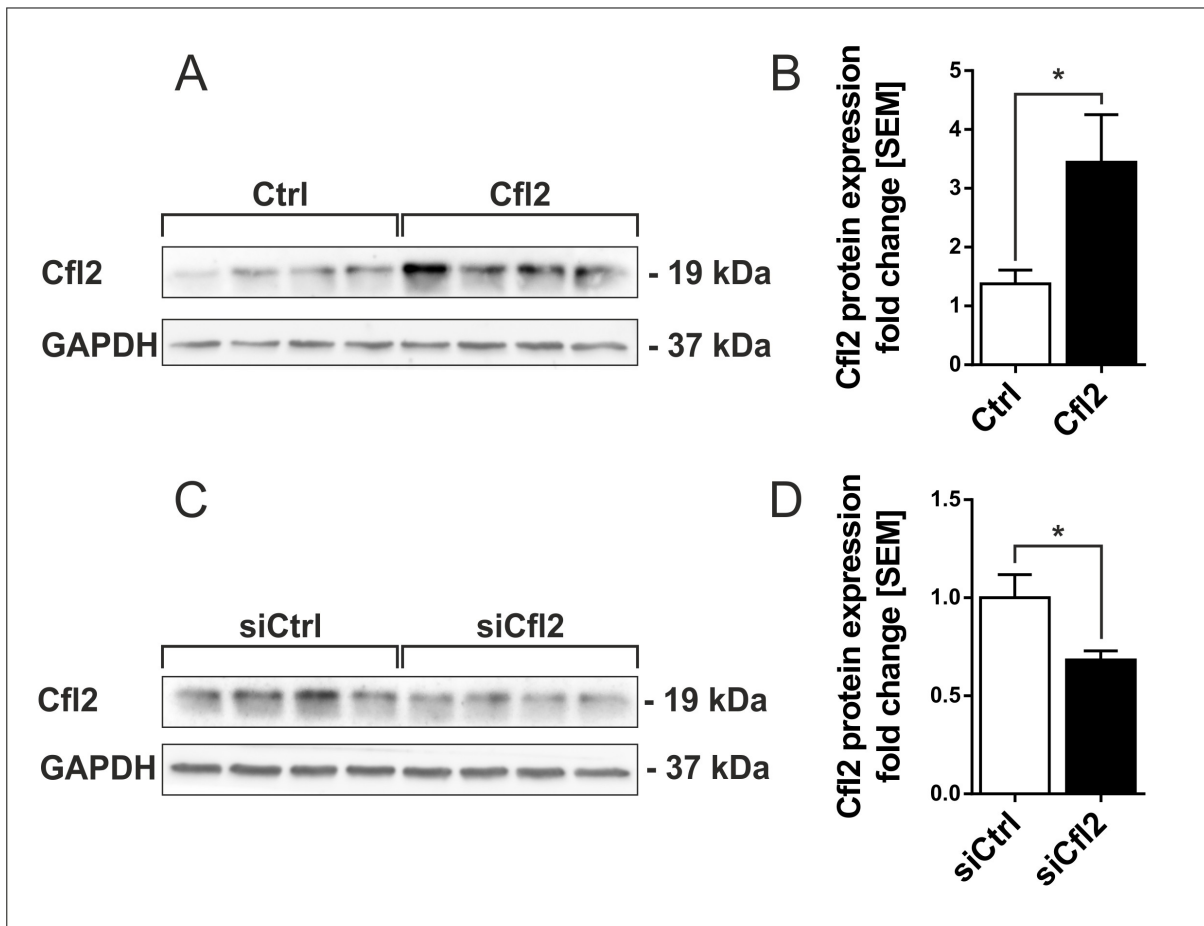 A
Ctrl Cfl2
Cfl2 - 19 kDa
GAPDH - 37 kDa
B
Cfl2 protein expression
fold change [SEM]
5
4
3
2
1
0
*
Ctrl Cfl2
C
siCtrl siCfl2
Cfl2 - 19 kDa
GAPDH - 37 kDa
D
Cfl2 protein expression
fold change [SEM]
1.5
1.0
0.5
0.0
*
siCtrl siCfl2